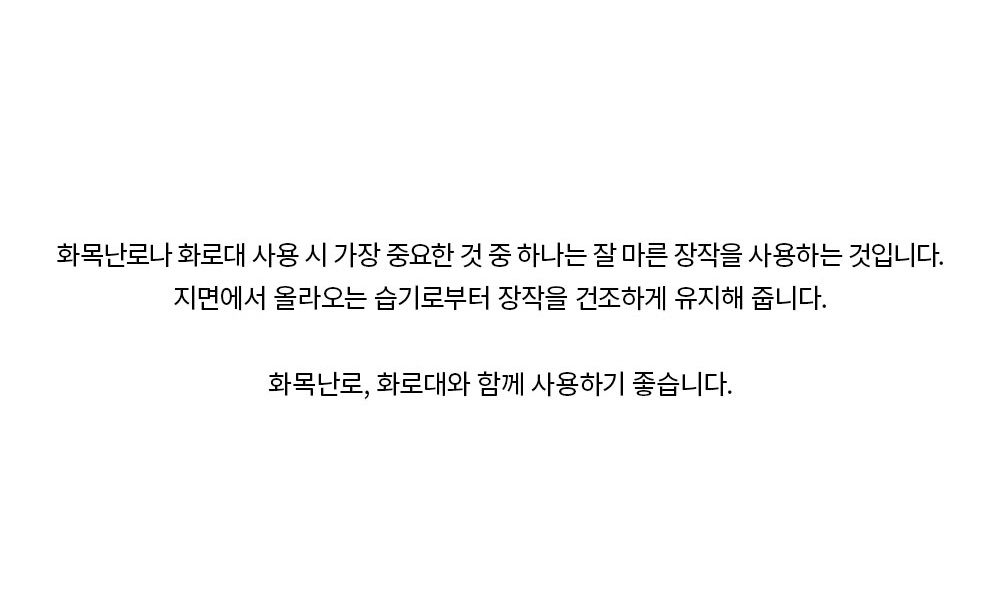 화목난로나 화로대 사용 시 가장 중요한 것 중 하나는 잘 마른 장작을 사용하는 것입니다.
지면에서 올라오는 습기로부터 장작을 건조하게 유지해 줍니다.
화목난로, 화로대와 함께 사용하기 좋습니다.